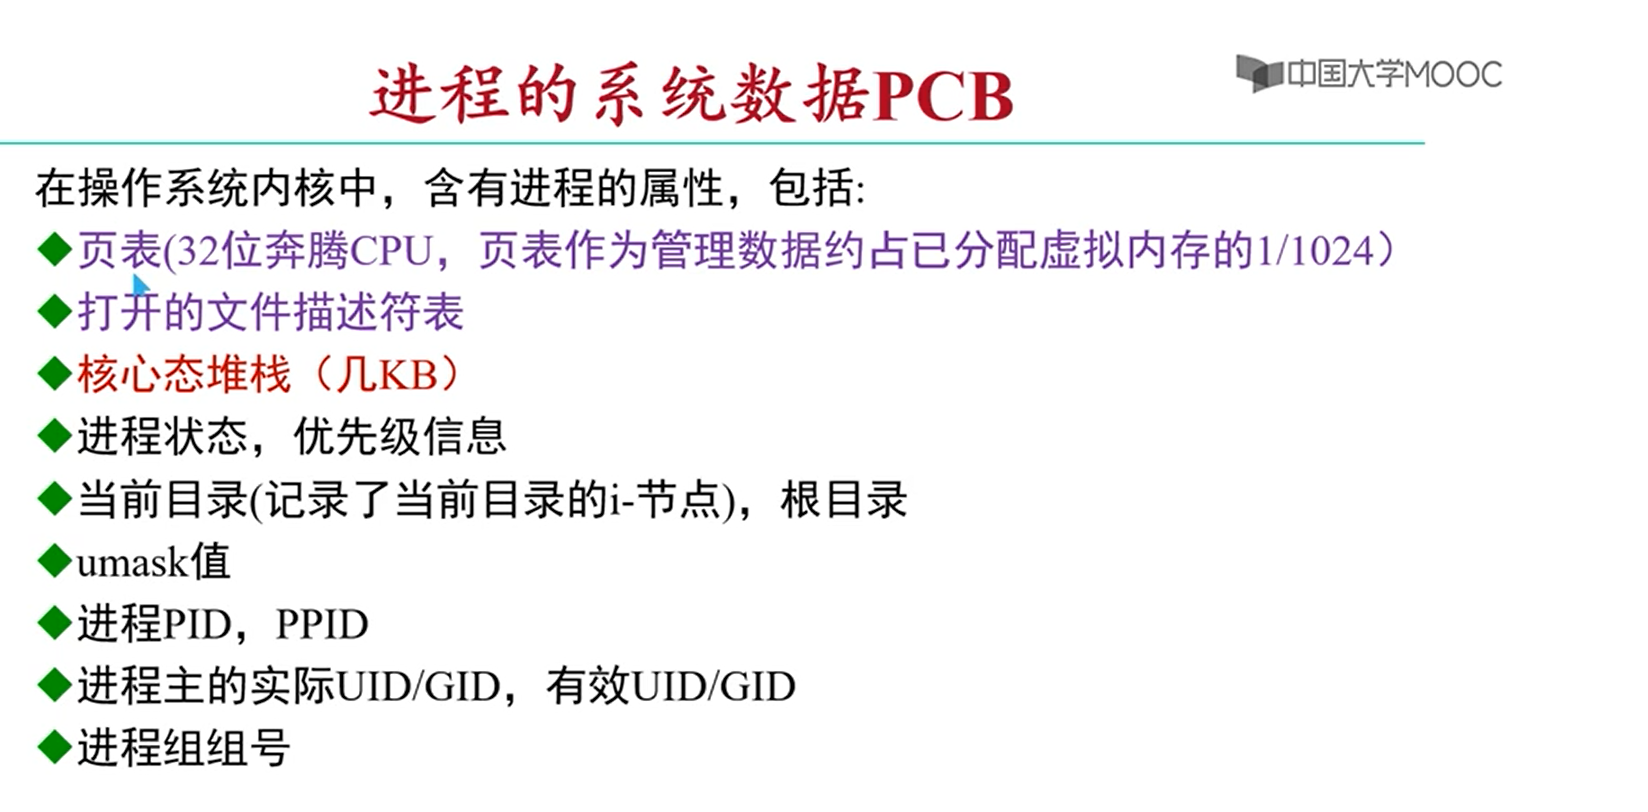 进程的系统数据PCB
中国大学MOOC
在操作系统内核中，含有进程的属性，包括:
◆页表(32位奔腾CPU，页表作为管理数据约占已分配虚拟内存的1/1024）
◆打开的文件描述符表
◆核心态堆栈（几KB）
◆进程状态，优先级信息
◆当前目录(记录了当前目录的i-节点)，根目录
◆umask值
◆进程PID，PPID
◆进程主的实际UID/GID，有效UID/GID
◆进程组组号